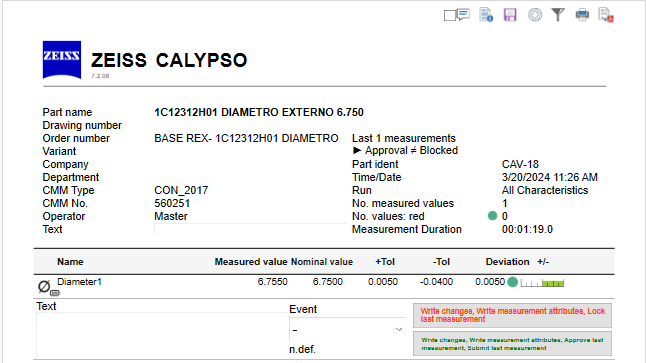 ZEISS
ZEISS CALYPSO
7.2.08
Part name 1C12312H01 DIAMETRO EXTERNO 6.750
Drawing number
Order number BASE REX- 1C12312H01 DIAMETRO Last 1 measurements
Variant ► Approval ≠ Blocked
Company Part ident CAV-18
Department Time/Date 3/20/2024 11:26 AM
CMM Type CON_2017 Run All Characteristics
CMM No. 560251 No. measured values 1
Operator Master No. values: red 0
Text Measurement Duration 00:01:19.0
Name Measured value Nominal value +Tol -Tol Deviation +/-
Diameter1 6.7550 6.7500 0.0050 -0.0400 0.0050
Text Event
–
n.def.
Write changes, Write measurement attributes, Lock
last measurement
Write changes, Write measurement attributes, Approve last
measurement, Submit last measurement